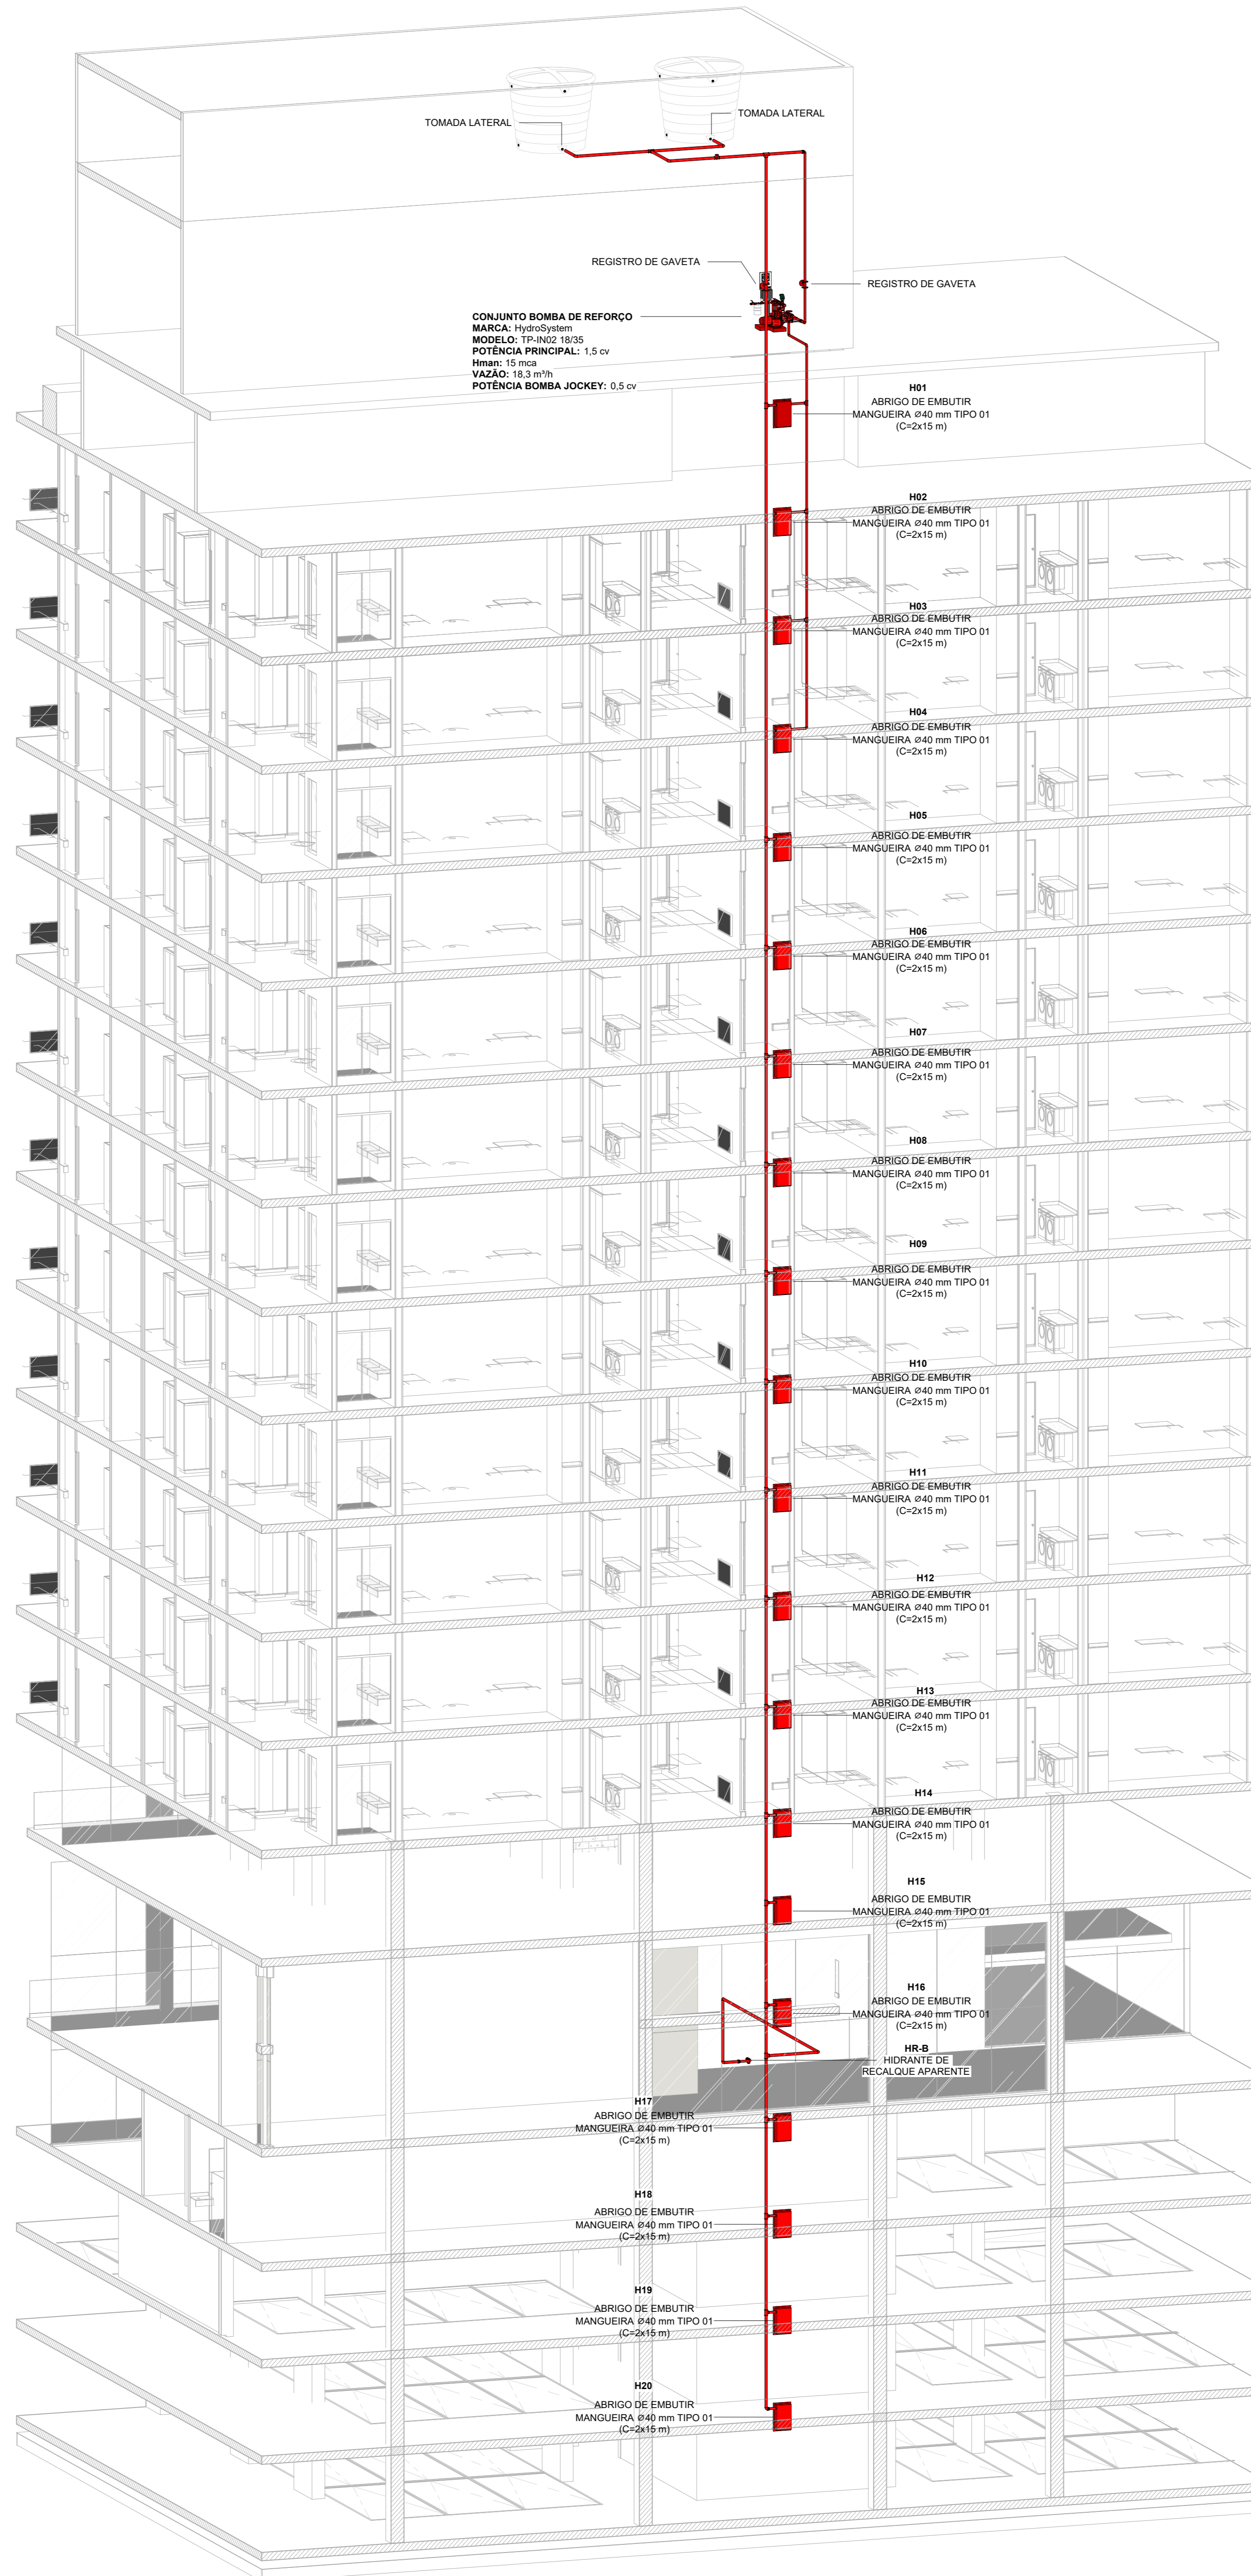 TOMADA LATERAL
TOMADA LATERAL
REGISTRO DE GAVETA
REGISTRO DE GAVETA
CONJUNTO BOMBA DE REFORÇO
MARCA: HydroSystem
MODELO: TP-IN02 18/35
POTÊNCIA PRINCIPAL: 1,5 cv
Hman: 15 mca
VAZÃO: 18,3 m³/h
POTÊNCIA BOMBA JOCKEY: 0,5 cv
H01
ABRIGO DE EMBUTIR
MANGUEIRA Ø40 mm TIPO 01
(C=2x15 m)
H02
ABRIGO DE EMBUTIR
MANGUEIRA Ø40 mm TIPO 01
(C=2x15 m)
H03
ABRIGO DE EMBUTIR
MANGUEIRA Ø40 mm TIPO 01
(C=2x15 m)
H04
ABRIGO DE EMBUTIR
MANGUEIRA Ø40 mm TIPO 01
(C=2x15 m)
H05
ABRIGO DE EMBUTIR
MANGUEIRA Ø40 mm TIPO 01
(C=2x15 m)
H06
ABRIGO DE EMBUTIR
MANGUEIRA Ø40 mm TIPO 01
(C=2x15 m)
H07
ABRIGO DE EMBUTIR
MANGUEIRA Ø40 mm TIPO 01
(C=2x15 m)
H08
ABRIGO DE EMBUTIR
MANGUEIRA Ø40 mm TIPO 01
(C=2x15 m)
H09
ABRIGO DE EMBUTIR
MANGUEIRA Ø40 mm TIPO 01
(C=2x15 m)
H10
ABRIGO DE EMBUTIR
MANGUEIRA Ø40 mm TIPO 01
(C=2x15 m)
H11
ABRIGO DE EMBUTIR
MANGUEIRA Ø40 mm TIPO 01
(C=2x15 m)
H12
ABRIGO DE EMBUTIR
MANGUEIRA Ø40 mm TIPO 01
(C=2x15 m)
H13
ABRIGO DE EMBUTIR
MANGUEIRA Ø40 mm TIPO 01
(C=2x15 m)
H14
ABRIGO DE EMBUTIR
MANGUEIRA Ø40 mm TIPO 01
(C=2x15 m)
H15
ABRIGO DE EMBUTIR
MANGUEIRA Ø40 mm TIPO 01
(C=2x15 m)
H16
ABRIGO DE EMBUTIR
MANGUEIRA Ø40 mm TIPO 01
(C=2x15 m)
HR-B
HIDRANTE DE
RECALQUE APARENTE
H17
ABRIGO DE EMBUTIR
MANGUEIRA Ø40 mm TIPO 01
(C=2x15 m)
H18
ABRIGO DE EMBUTIR
MANGUEIRA Ø40 mm TIPO 01
(C=2x15 m)
H19
ABRIGO DE EMBUTIR
MANGUEIRA Ø40 mm TIPO 01
(C=2x15 m)
H20
ABRIGO DE EMBUTIR
MANGUEIRA Ø40 mm TIPO 01
(C=2x15 m)